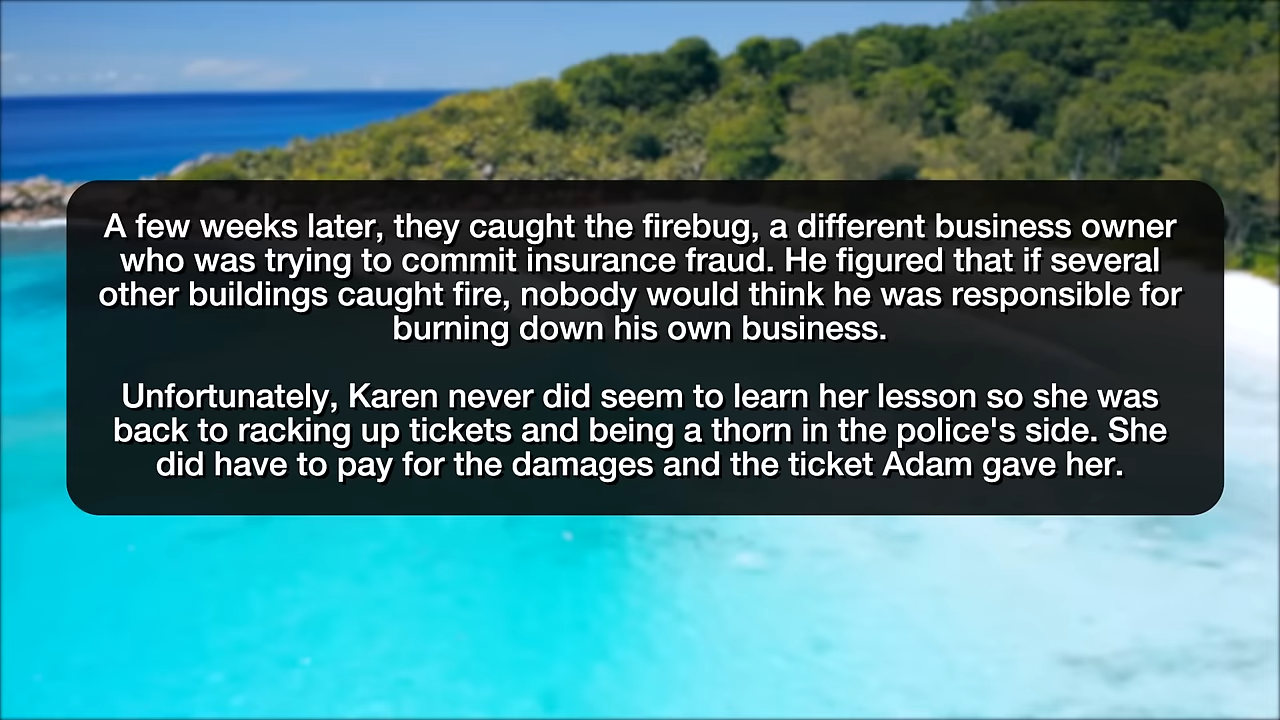 A few weeks later, they caught the firebug, a different business owner
who was trying to commit insurance fraud. He figured that if several
other buildings caught fire, nobody would think he was responsible for
burning down his own business.
Unfortunately, Karen never did seem to learn her lesson so she was
back to racking up tickets and being a thorn in the police's side. She
did have to pay for the damages and the ticket Adam gave her.